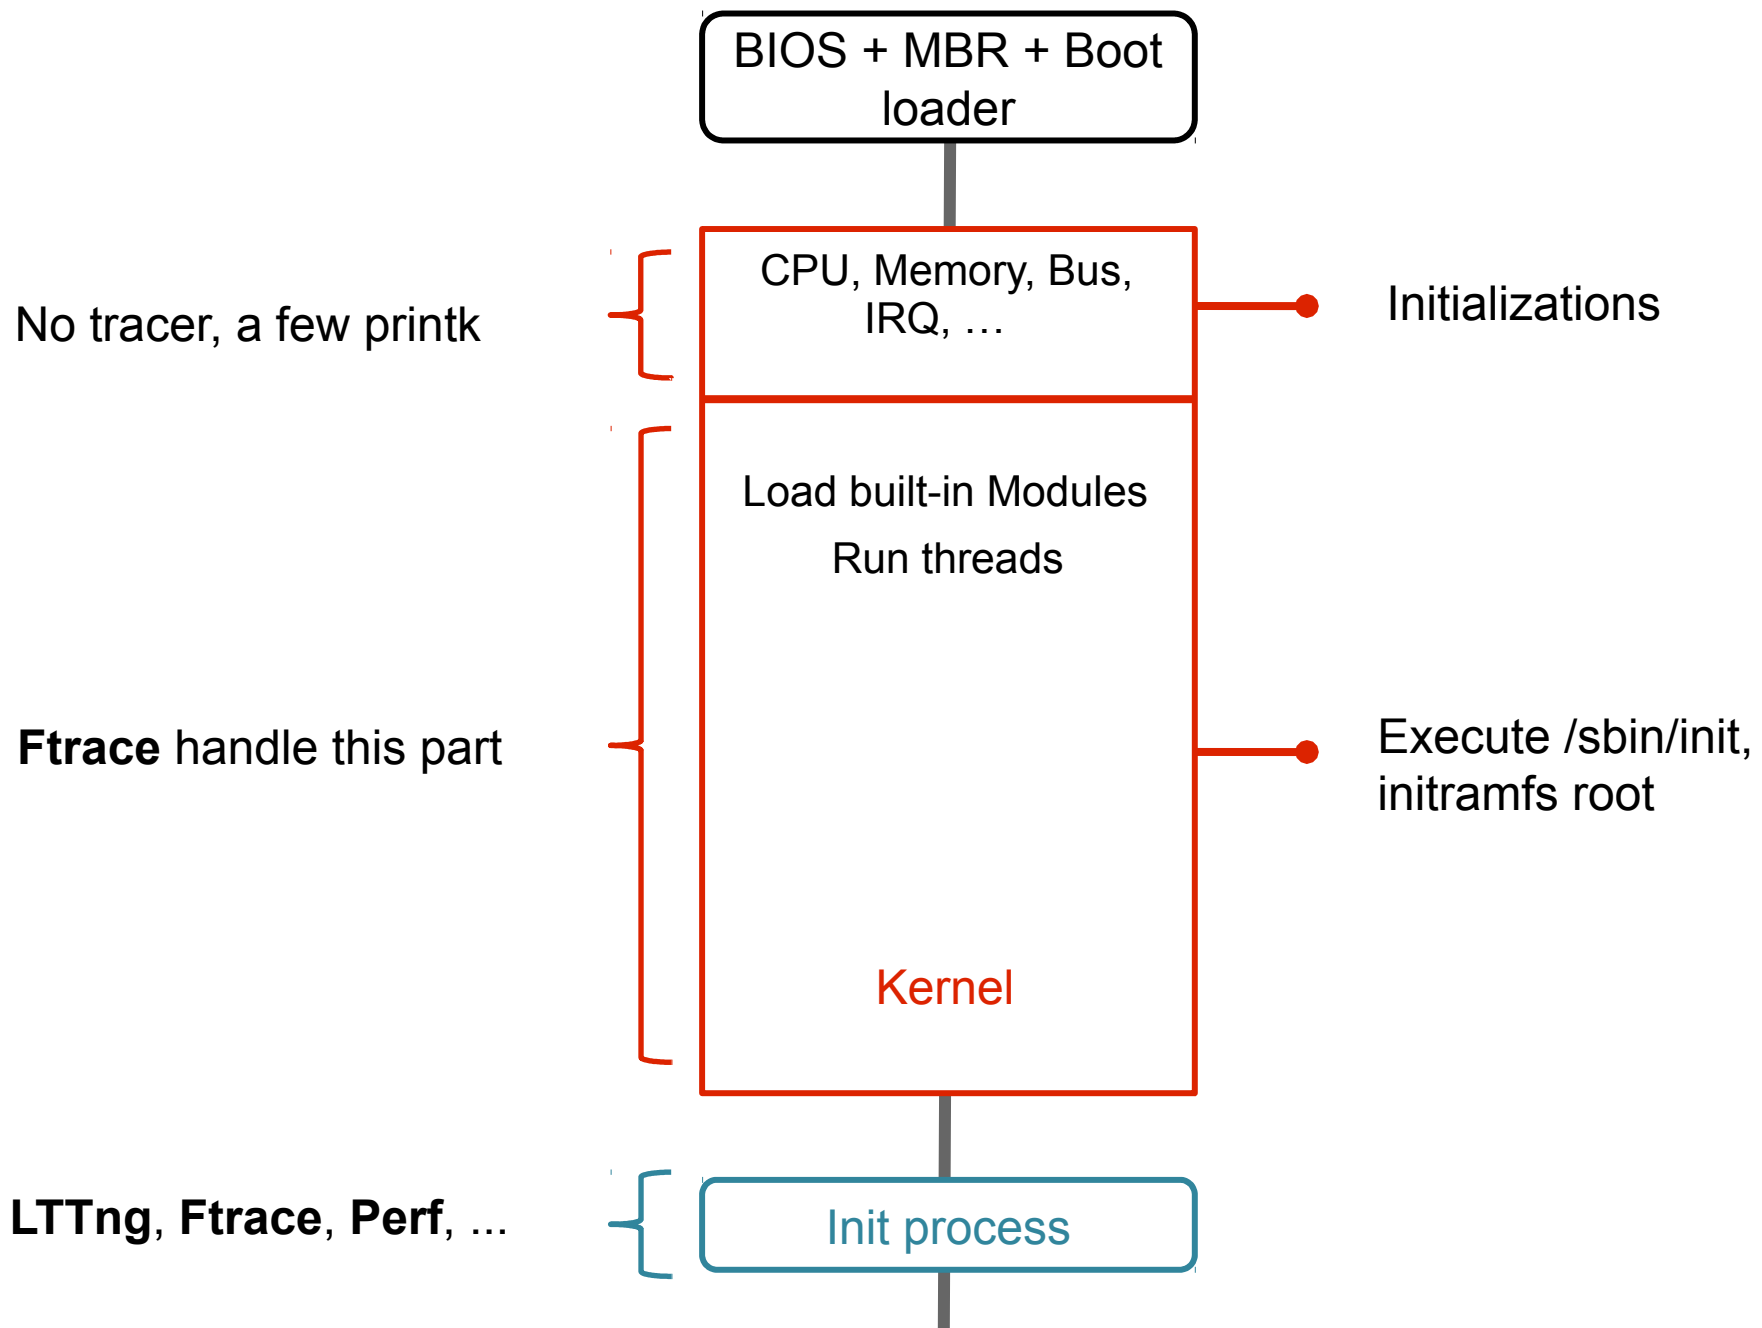 BIOS + MBR + Boot
loader
CPU, Memory, Bus,
IRQ, …
No tracer, a few printk
Initializations
Load built-in Modules
Run threads
Ftrace handle this part
Execute /sbin/init,
initramfs root
Kernel
LTTng, Ftrace, Perf, ...
Init process